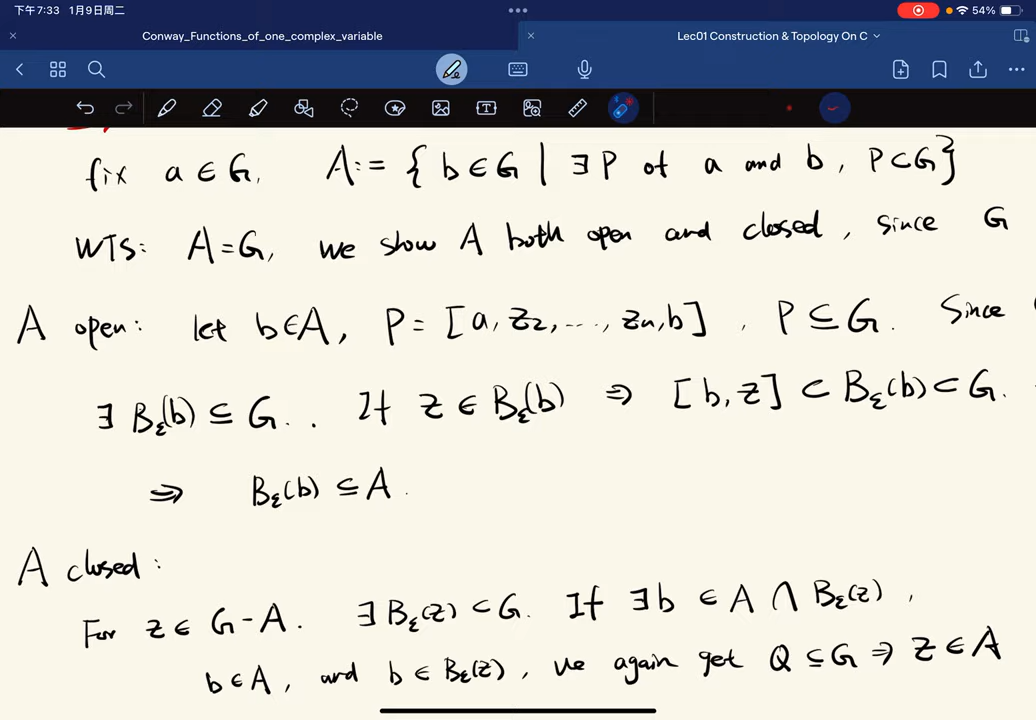 下午7:33 1月9日周二
54%
Conway_Functions_of_one_complex_variable
Lec01 Construction & Topology On C
fix a ∈ G, A := { b ∈ G | ∃ P of a and b, P ⊂ G }
WTS: A = G, we show A both open and closed, since G
A open: let b ∈ A, P = [a, z₂, ..., zₙ, b], P ⊆ G. Since
∃ B_ε(b) ⊆ G. . If z ∈ B_ε(b) ⇒ [b, z] ⊂ B_ε(b) ⊂ G.
⇒ B_ε(b) ⊆ A.
A closed:
For z ∈ G - A. ∃ B_ε(z) ⊂ G. If ∃ b ∈ A ∩ B_ε(z),
b ∈ A, and b ∈ B_ε(z), we again get Q ⊆ G ⇒ z ∈ A